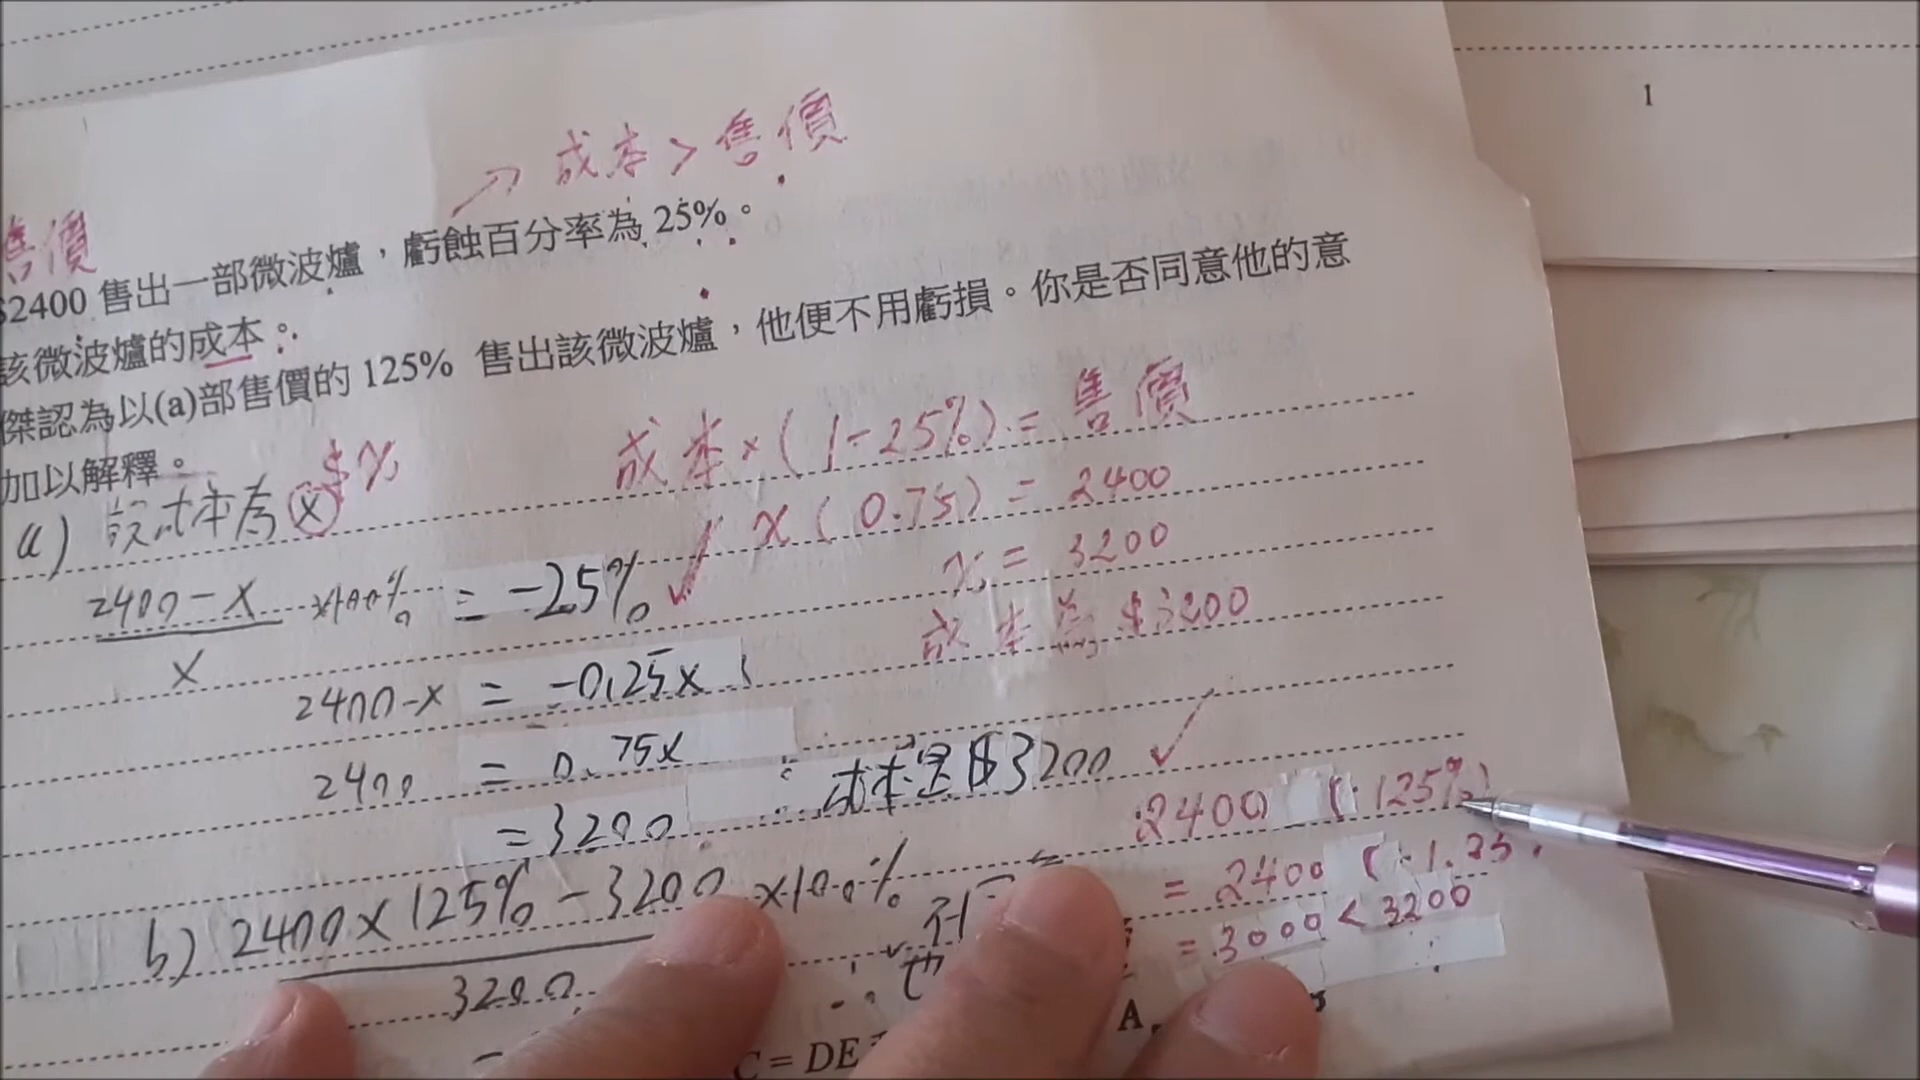 1
→ 成本 > 售價
售價
$2400 售出一部微波爐，虧蝕百分率為 25%。
該微波爐的成本。
傑認為以(a)部售價的 125% 售出該微波爐，他便不用虧損。你是否同意他的意
加以解釋。
$x
成本×(1-25%)=售價
a) 設成本為 x
x(0.75) = 2400
2400-x
x
×100% = -25%
x = 3200
成本為 $3200
2400-x = -0.25x
2400 = 0.75x
∴ 成本是$3200
= 3200
2400 (125%)
= 2400 (1.25)
= 3000 < 3200
b) 2400×125% - 3200 ×100%
3200
=
∴ 他
A
C = DE